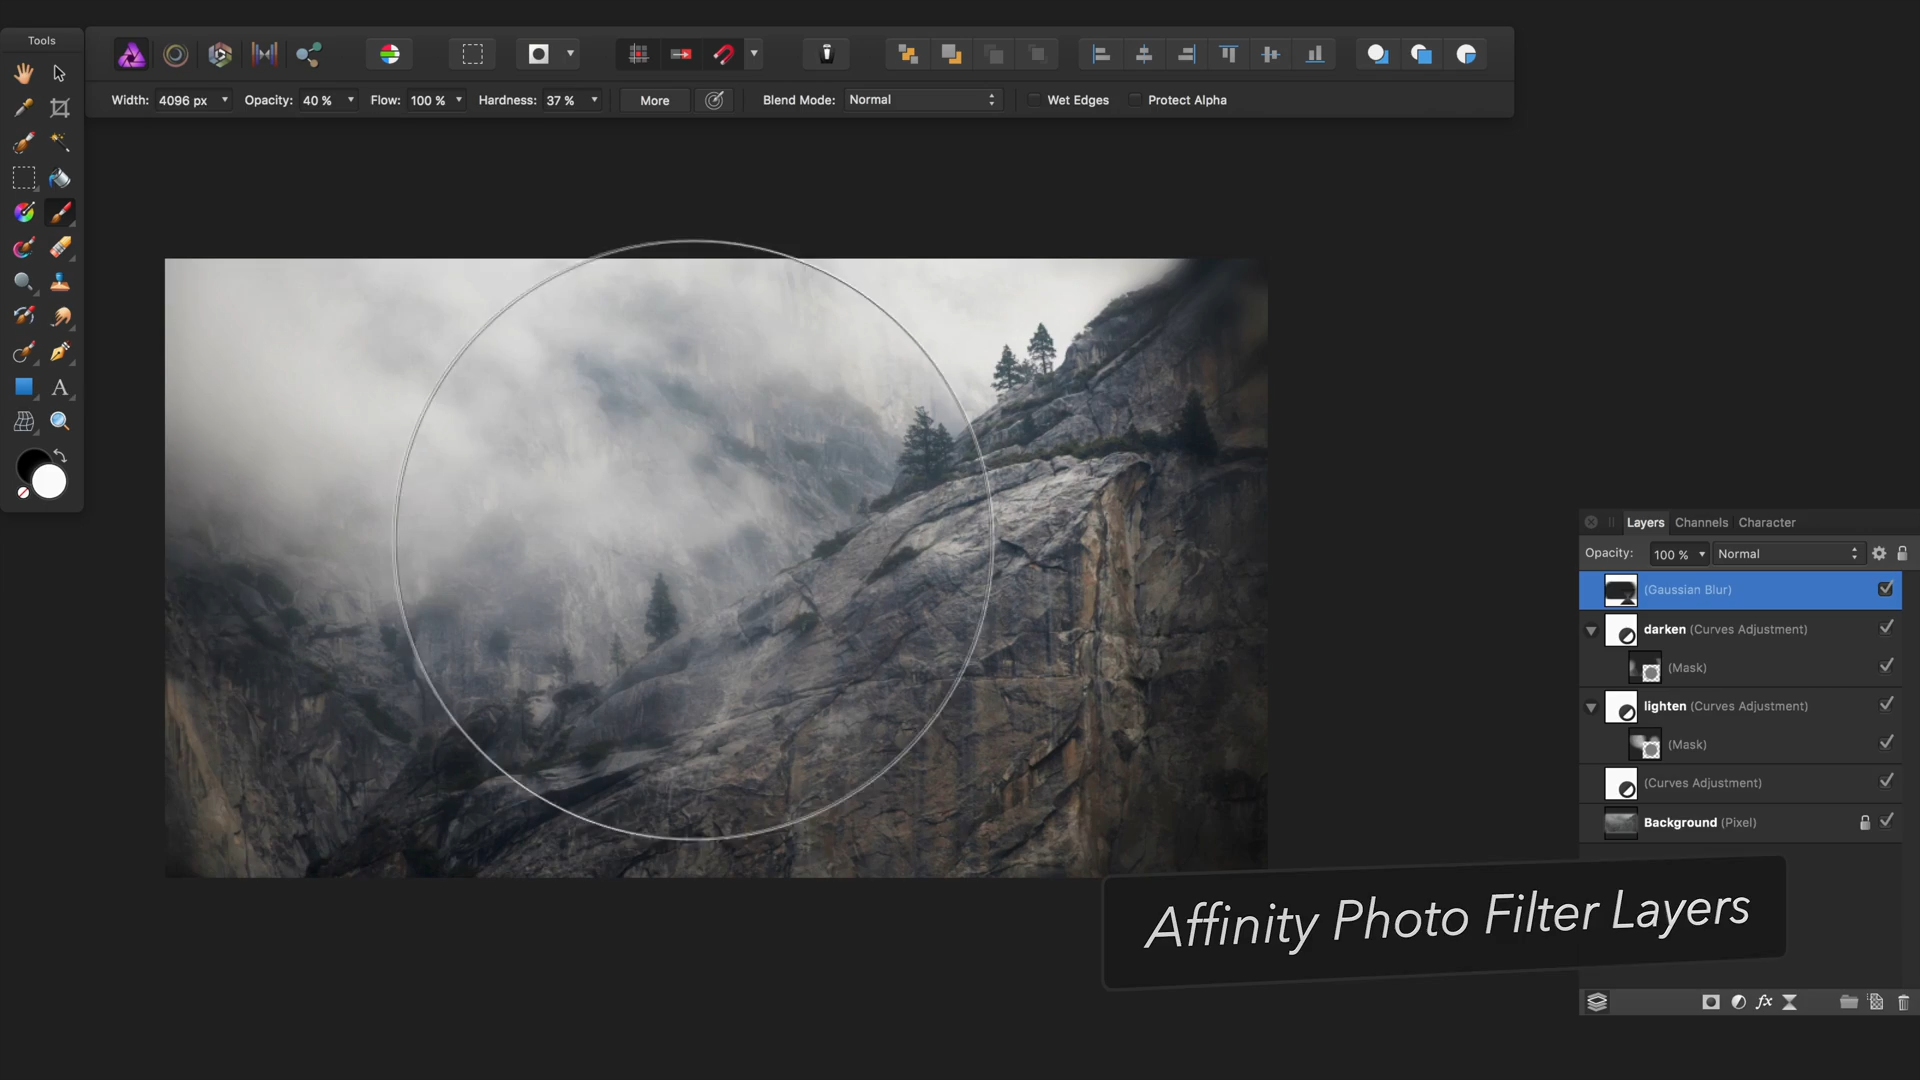 Tools
Width: 4096 px Opacity: 40 % Flow: 100 % Hardness: 37 % More Blend Mode: Normal Wet Edges Protect Alpha
A
Layers Channels Character
Opacity: 100 % Normal
(Gaussian Blur)
darken (Curves Adjustment)
(Mask)
lighten (Curves Adjustment)
(Mask)
(Curves Adjustment)
Background (Pixel)
Affinity Photo Filter Layers
fx